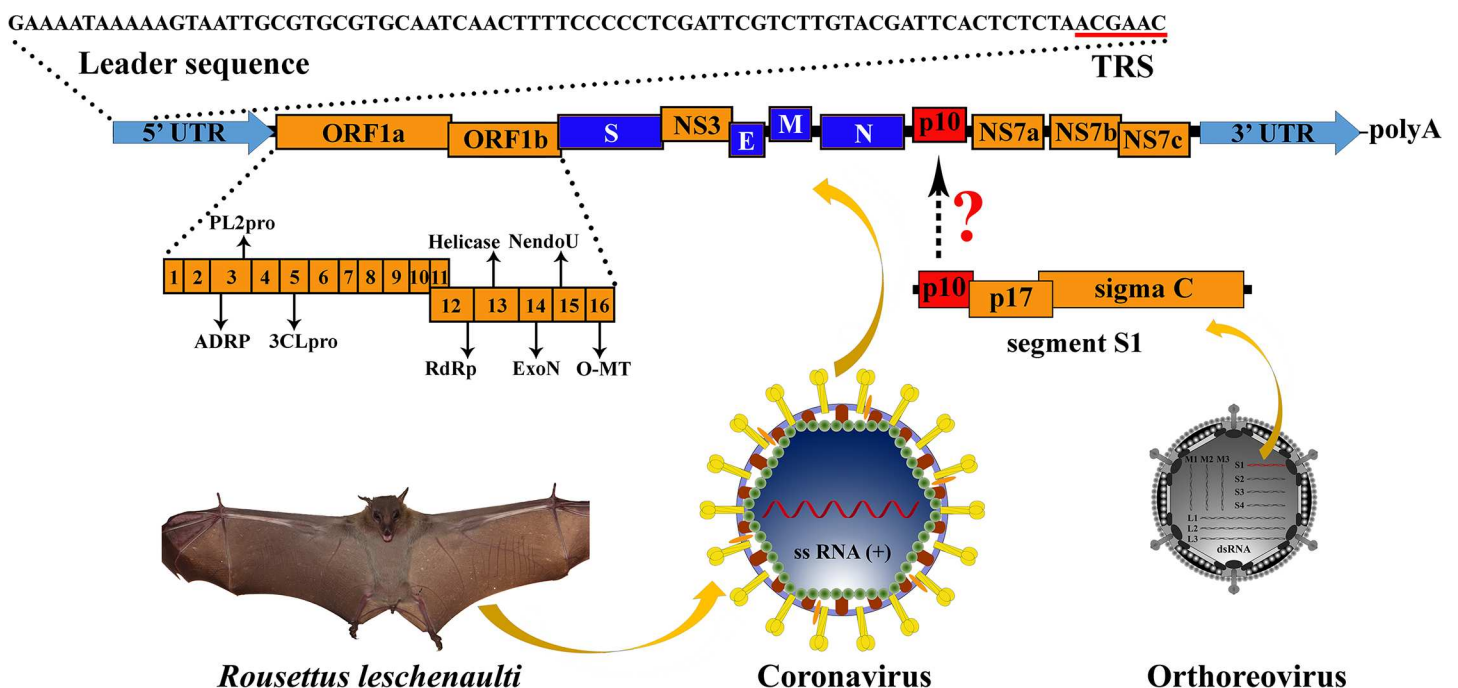 GAAAATAAAAAGTAATTGCGTGCGTGCAATCAACTTTTCCCCCTCGATTCGTCTTGTACGATTCACTCTCTAACGAAC
Leader sequence
TRS
5’ UTR
ORF1a
ORF1b
S
NS3
E
M
N
p10
NS7a
NS7b
NS7c
3’ UTR
-polyA
PL2pro
Helicase
NendoU
?
1 2 3 4 5 6 7 8 9 10 11
12 13 14 15 16
ADRP
3CLpro
RdRp
ExoN
O-MT
p10
p17
sigma C
segment S1
M1 M2 M3
S1
S2
S3
S4
L1
L2
L3
dsRNA
ss RNA (+)
Rousettus leschenaulti
Coronavirus
Orthoreovirus